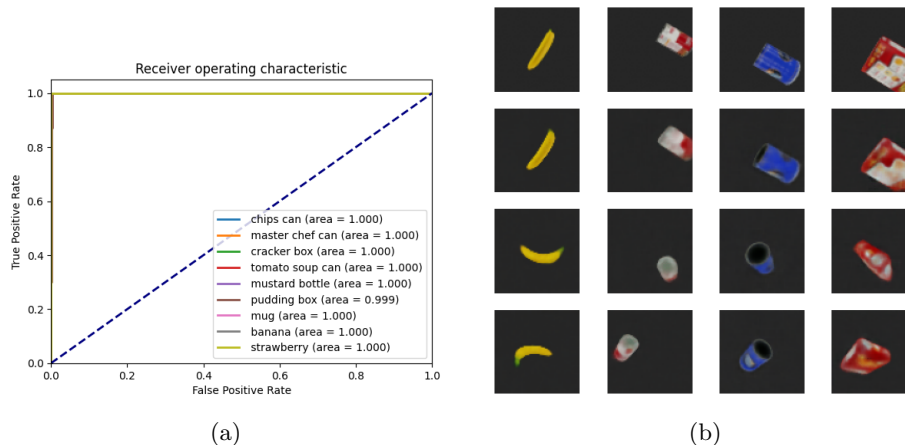 Receiver operating characteristic
True Positive Rate
1.0
0.8
0.6
0.4
0.2
0.0
chips can (area = 1.000)
master chef can (area = 1.000)
cracker box (area = 1.000)
tomato soup can (area = 1.000)
mustard bottle (area = 1.000)
pudding box (area = 0.999)
mug (area = 1.000)
banana (area = 1.000)
strawberry (area = 1.000)
0.0 0.2 0.4 0.6 0.8 1.0
False Positive Rate
(a)
(b)